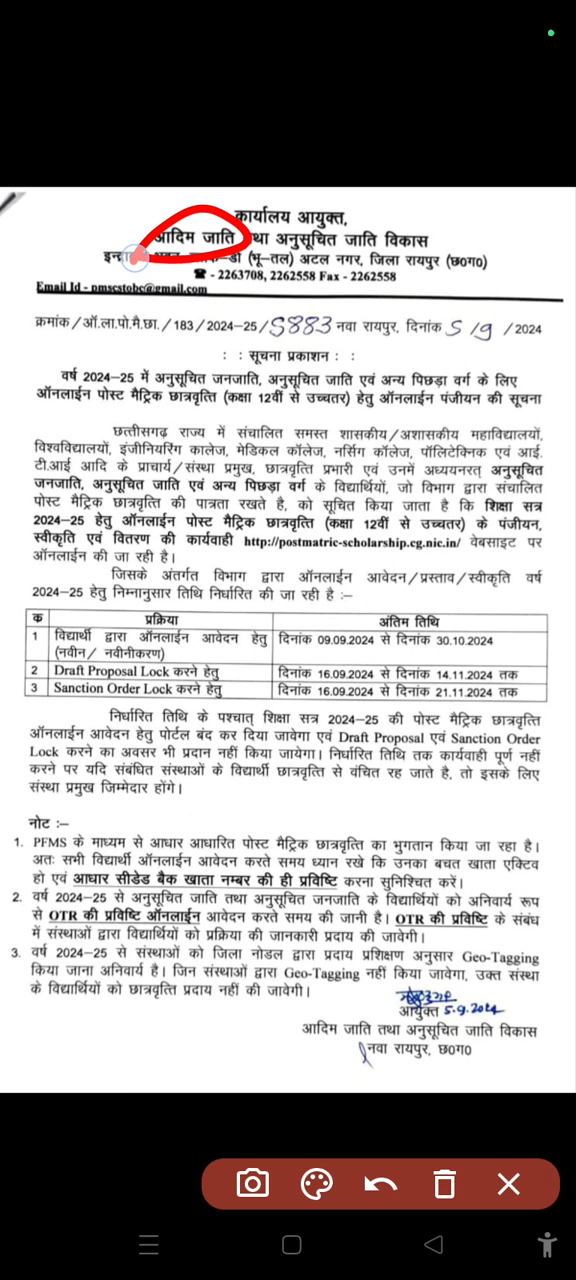 कार्यालय आयुक्त,
आदिम जाति तथा अनुसूचित जाति विकास
(भू–तल) अटल नगर, जिला रायपुर (छ०ग०)
☎ - 2263708, 2262558 Fax - 2262558
Email Id - pmscstobc@gmail.com
क्रमांक/ऑ.ला.पो.मै.छा./183/2024-25/5883 नवा रायपुर, दिनांक 5/9/2024
: : सूचना प्रकाशन : :
वर्ष 2024-25 में अनुसूचित जनजाति, अनुसूचित जाति एवं अन्य पिछड़ा वर्ग के लिए
ऑनलाईन पोस्ट मैट्रिक छात्रवृत्ति (कक्षा 12वीं से उच्चतर) हेतु ऑनलाईन पंजीयन की सूचना
छत्तीसगढ़ राज्य में संचालित समस्त शासकीय/अशासकीय महाविद्यालयों,
विश्वविद्यालयों, इंजीनियरिंग कालेज, मेडिकल कॉलेज, नर्सिंग कॉलेज, पॉलिटेक्निक एवं आई.
टी.आई आदि के प्राचार्य/संस्था प्रमुख, छात्रवृत्ति प्रभारी एवं उनमें अध्ययनरत् अनुसूचित
जनजाति, अनुसूचित जाति एवं अन्य पिछड़ा वर्ग के विद्यार्थियों, जो विभाग द्वारा संचालित
पोस्ट मैट्रिक छात्रवृत्ति की पात्रता रखते है, को सूचित किया जाता है कि शिक्षा सत्र
2024-25 हेतु ऑनलाईन पोस्ट मैट्रिक छात्रवृत्ति (कक्षा 12वीं से उच्चतर) के पंजीयन,
स्वीकृति एवं वितरण की कार्यवाही http://postmatric-scholarship.cg.nic.in/ वेबसाइट पर
ऑनलाईन की जा रही है।
जिसके अंतर्गत विभाग द्वारा ऑनलाईन आवेदन/प्रस्ताव/स्वीकृति वर्ष
2024-25 हेतु निम्नानुसार तिथि निर्धारित की जा रही है :–
क प्रक्रिया अंतिम तिथि
1 विद्यार्थी द्वारा ऑनलाईन आवेदन हेतु दिनांक 09.09.2024 से दिनांक 30.10.2024
(नवीन/ नवीनीकरण)
2 Draft Proposal Lock करने हेतु दिनांक 16.09.2024 से दिनांक 14.11.2024 तक
3 Sanction Order Lock करने हेतु दिनांक 16.09.2024 से दिनांक 21.11.2024 तक
निर्धारित तिथि के पश्चात् शिक्षा सत्र 2024-25 की पोस्ट मैट्रिक छात्रवृत्ति
ऑनलाईन आवेदन हेतु पोर्टल बंद कर दिया जावेगा एवं Draft Proposal एवं Sanction Order
Lock करने का अवसर भी प्रदान नहीं किया जायेगा। निर्धारित तिथि तक कार्यवाही पूर्ण नहीं
करने पर यदि संबंधित संस्थाओं के विद्यार्थी छात्रवृत्ति से वंचित रह जाते है, तो इसके लिए
संस्था प्रमुख जिम्मेदार होंगे।
नोट :–
1. PFMS के माध्यम से आधार आधारित पोस्ट मैट्रिक छात्रवृत्ति का भुगतान किया जा रहा है।
अतः सभी विद्यार्थी ऑनलाईन आवेदन करते समय ध्यान रखे कि उनका बचत खाता एक्टिव
हो एवं आधार सीडेड बैक खाता नम्बर की ही प्रविष्टि करना सुनिश्चित करें।
2. वर्ष 2024-25 से अनुसूचित जाति तथा अनुसूचित जनजाति के विद्यार्थियों को अनिवार्य रूप
से OTR की प्रविष्टि ऑनलाईन आवेदन करते समय की जानी है। OTR की प्रविष्टि के संबंध
में संस्थाओं द्वारा विद्यार्थियों को प्रक्रिया की जानकारी प्रदाय की जावेगी।
3. वर्ष 2024-25 से संस्थाओं को जिला नोडल द्वारा प्रदाय प्रशिक्षण अनुसार Geo-Tagging
किया जाना अनिवार्य है। जिन संस्थाओं द्वारा Geo-Tagging नहीं किया जावेगा, उक्त संस्था
के विद्यार्थियों को छात्रवृत्ति प्रदाय नहीं की जावेगी।
आयुक्त 5.9.2024
आदिम जाति तथा अनुसूचित जाति विकास
नवा रायपुर, छ०ग०